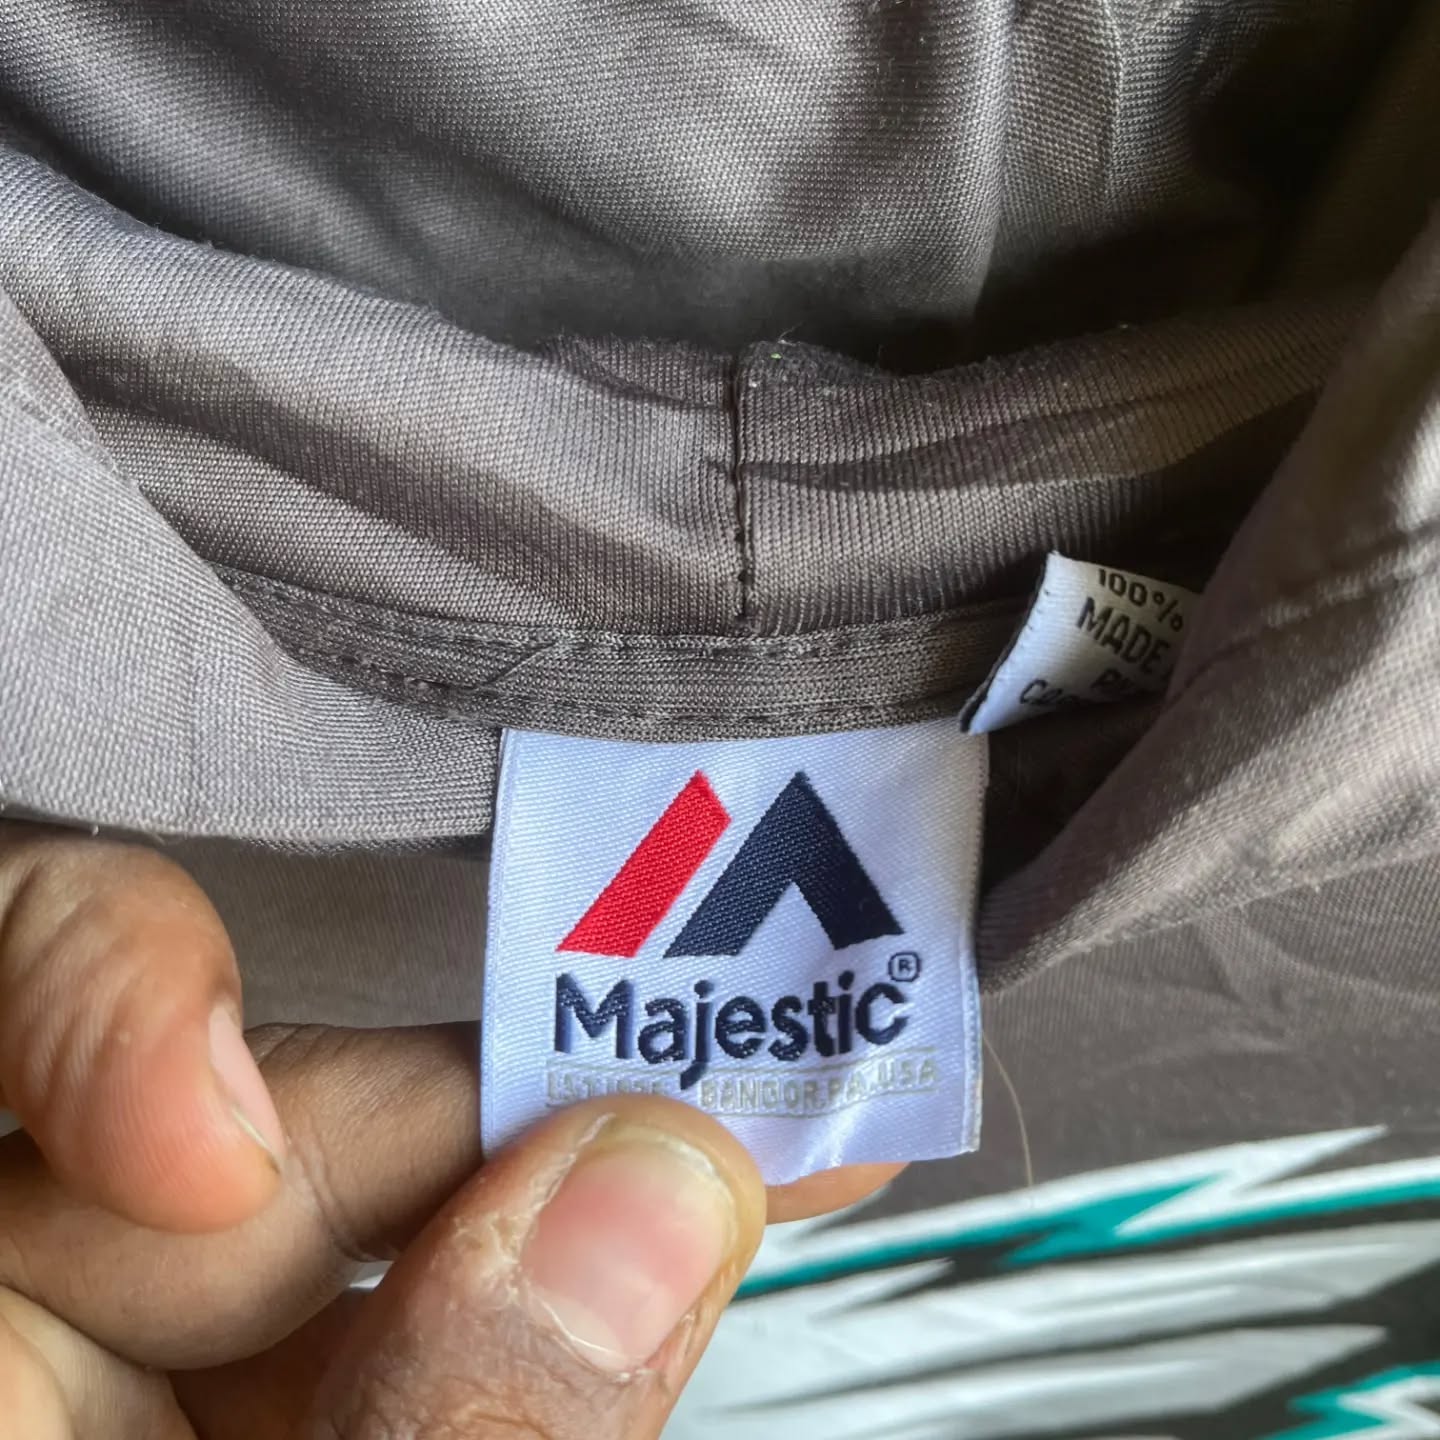 100%
MADE
Majestic®
BANGOR, PA, USA